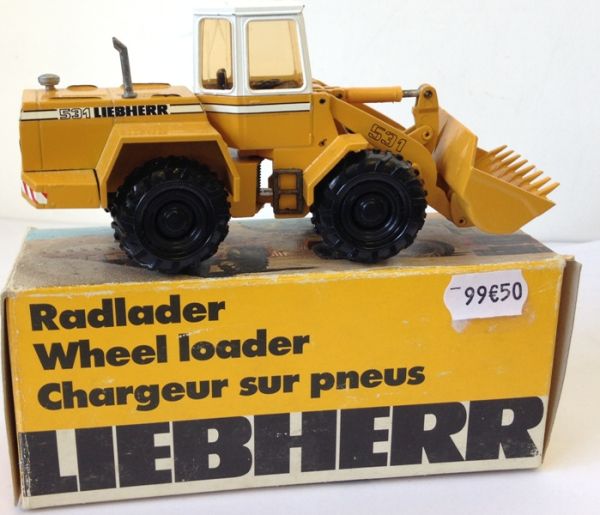 531 LIEBHERR
531
99€50
Radlader
Wheel loader
Chargeur sur pneus
LIEBHERR